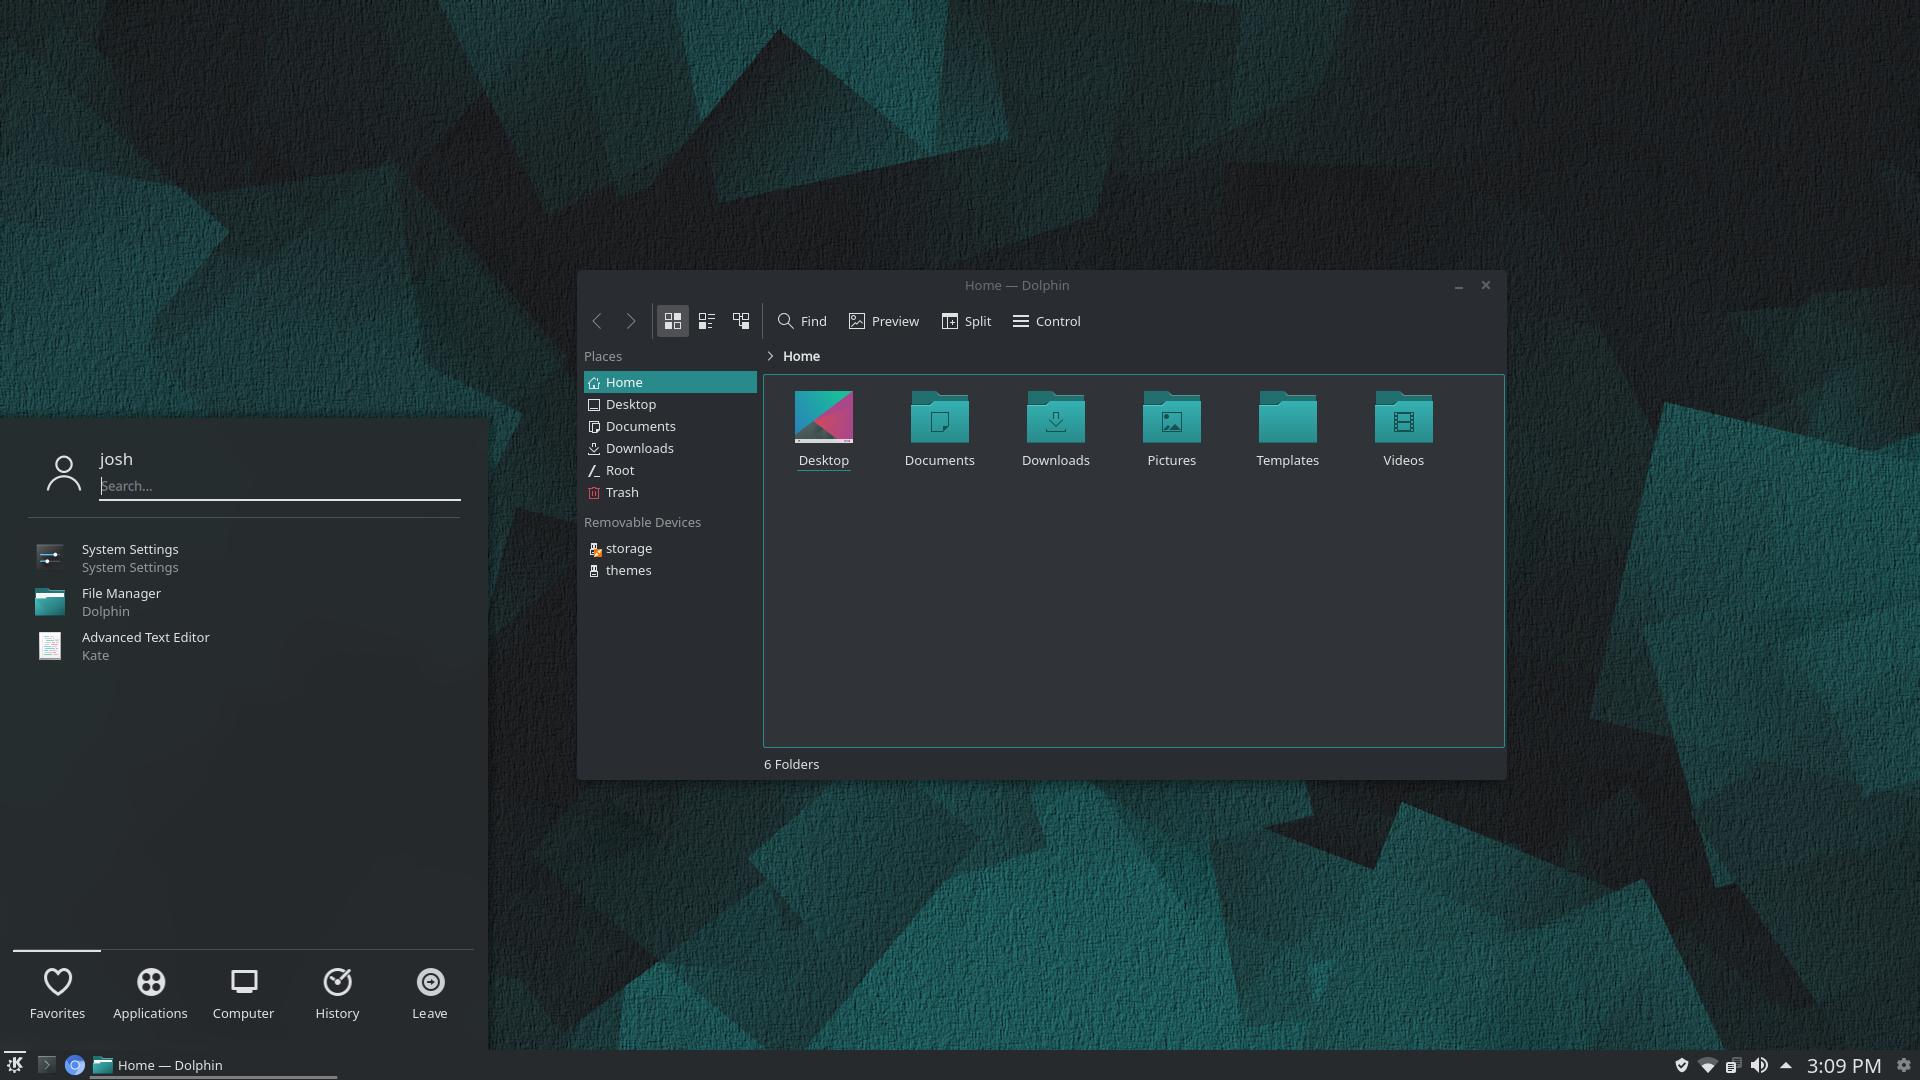 Home — Dolphin
Find
Preview
Split
Control
Places
Home
Home
Desktop
Documents
Downloads
Root
Trash
Removable Devices
storage
themes
Desktop
Documents
Downloads
Pictures
Templates
Videos
6 Folders
josh
Search...
System Settings
System Settings
File Manager
Dolphin
Advanced Text Editor
Kate
Favorites
Applications
Computer
History
Leave
Home — Dolphin
3:09 PM